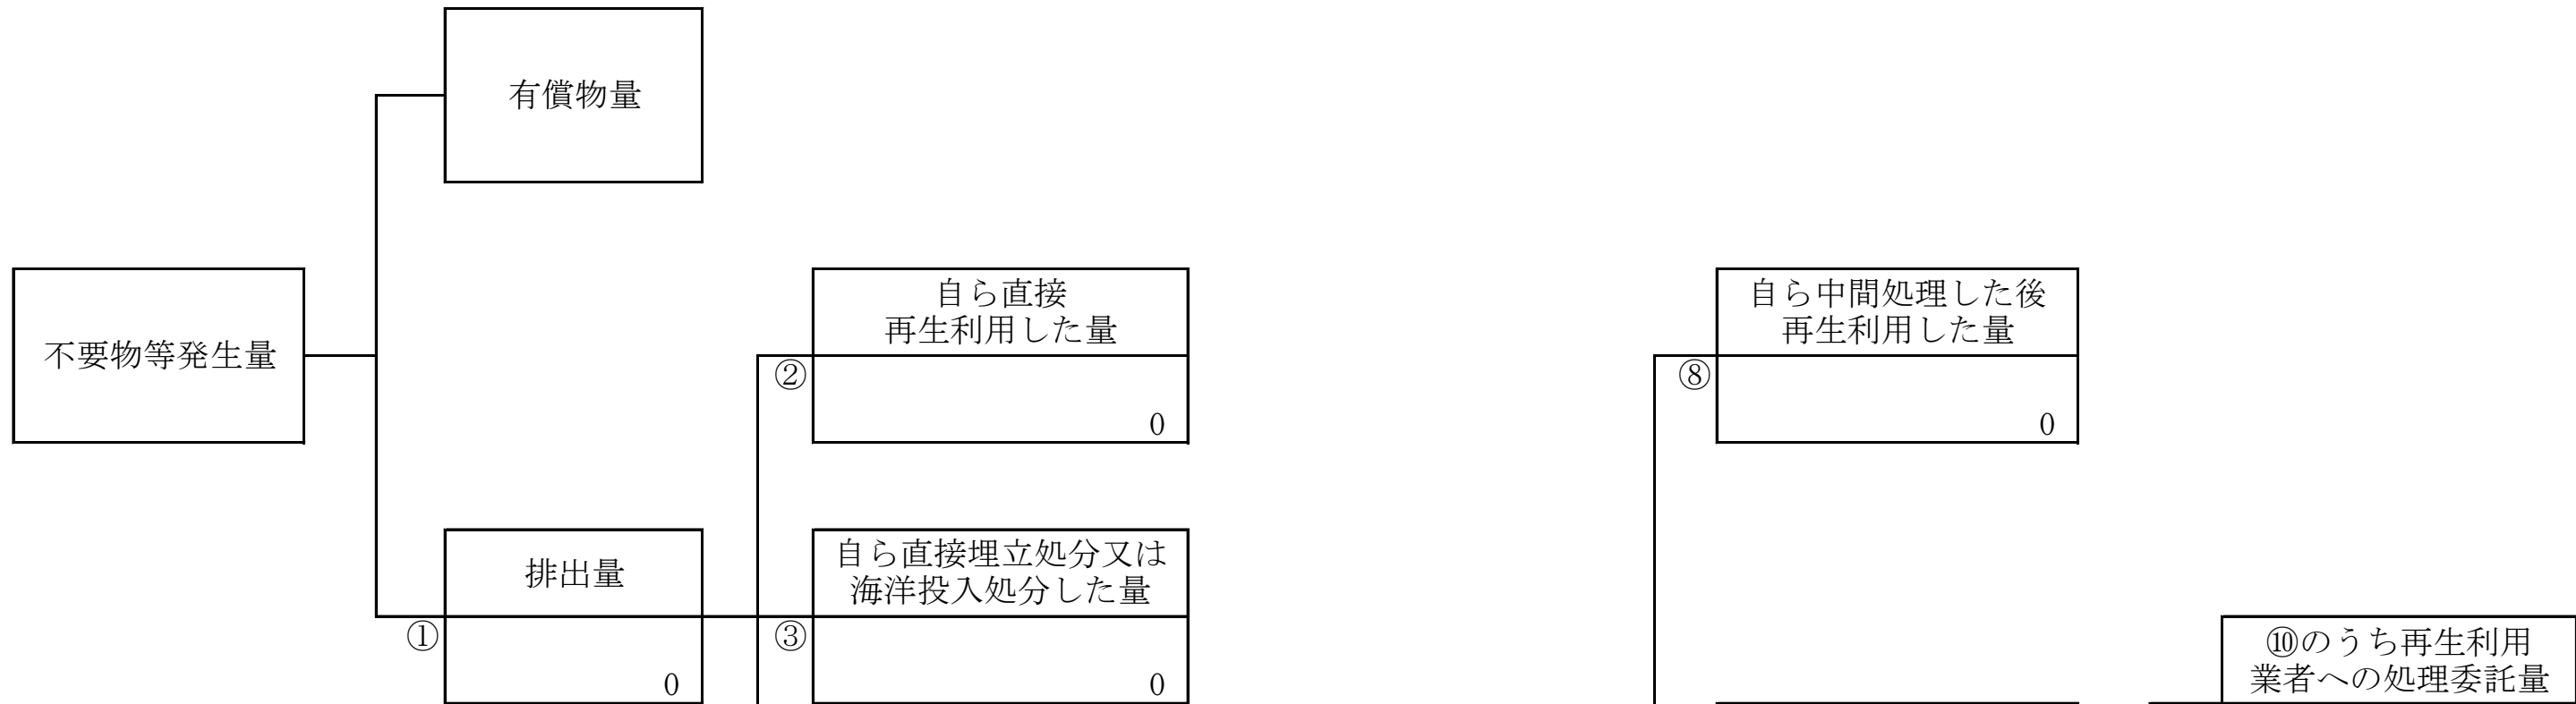 有償物量
不要物等発生量
自ら直接
再生利用した量
②
0
自ら中間処理した後
再生利用した量
⑧
0
排出量
①
0
自ら直接埋立処分又は
海洋投入処分した量
③
0
⑩のうち再生利用
業者への処理委託量